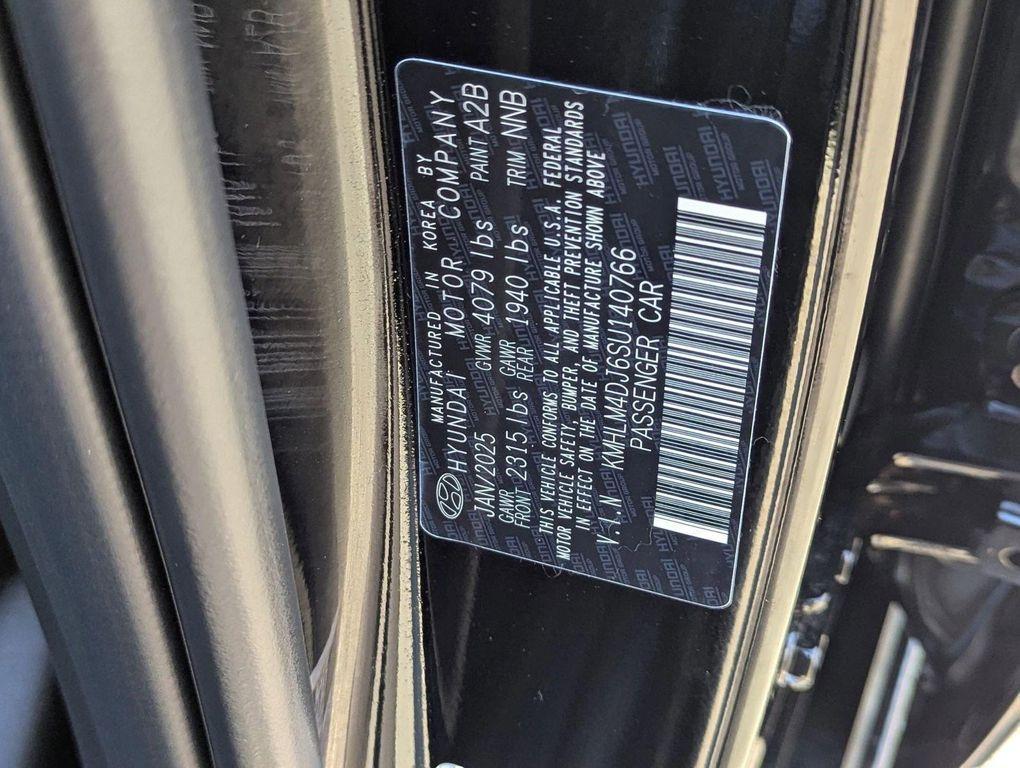 MANUFACTURED IN KOREA BY
HYUNDAI MOTOR COMPANY
JAN/2025 GVWR 4079 lbs PAINT A2B
GAWR FRONT 2315 lbs GAWR REAR 1940 lbs TRIM NNB
THIS VEHICLE CONFORMS TO ALL APPLICABLE U.S.A. FEDERAL
MOTOR VEHICLE SAFETY, BUMPER, AND THEFT PREVENTION STANDARDS
IN EFFECT ON THE DATE OF MANUFACTURE SHOWN ABOVE
V.I.N KMHLM4DJ6SU140766
PASSENGER CAR